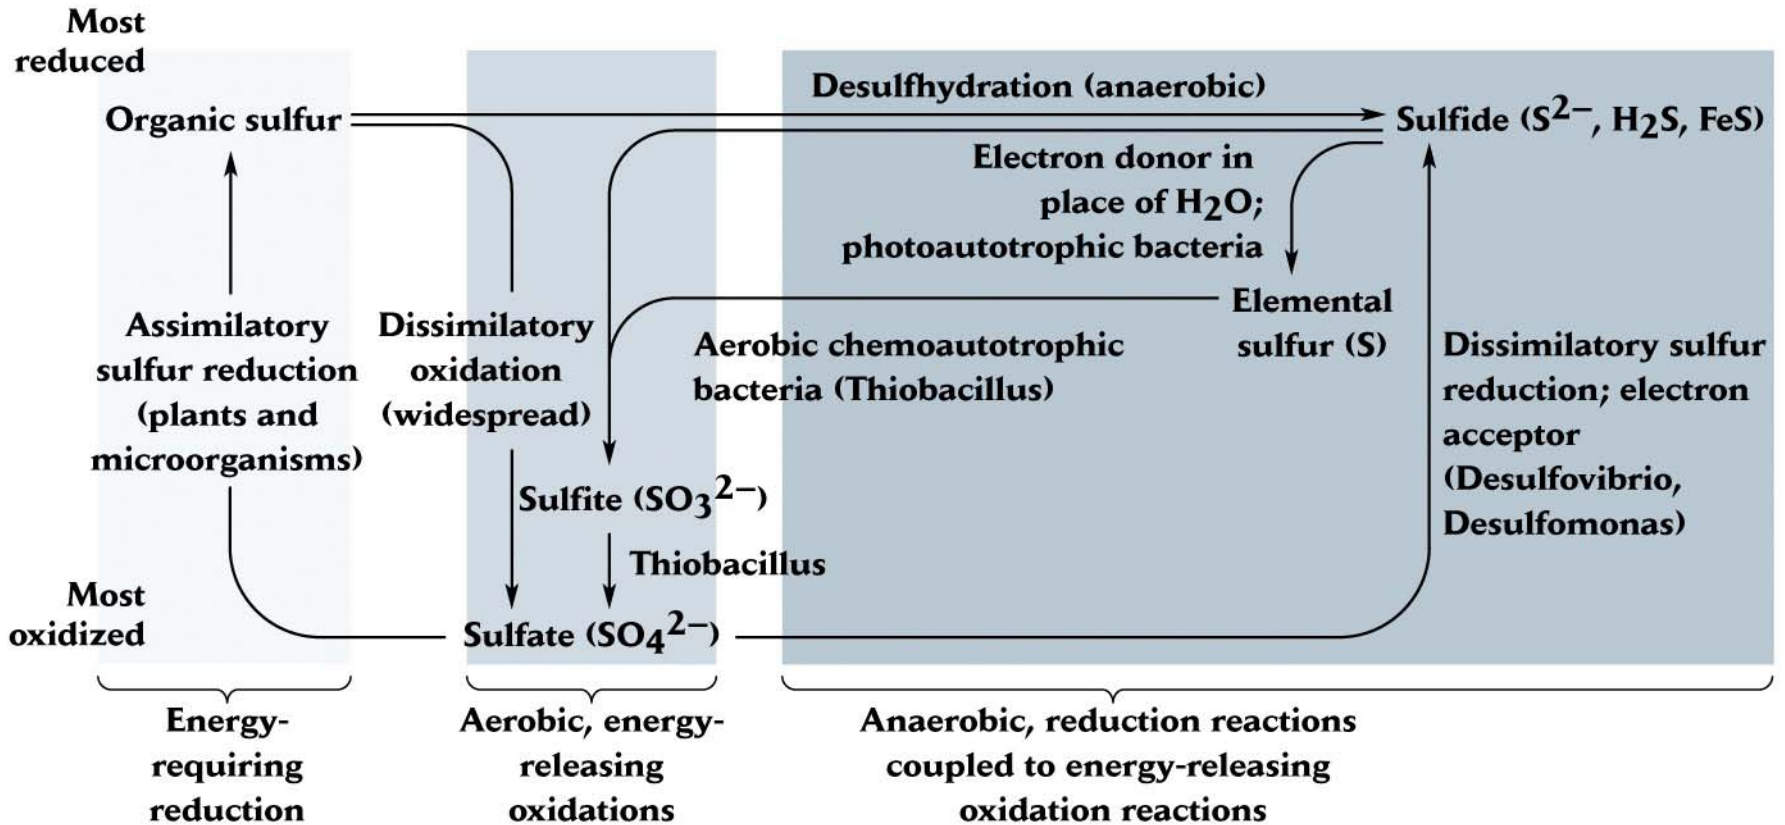 Most
reduced
Organic sulfur
Desulfhydration (anaerobic)
Sulfide (S²⁻, H₂S, FeS)
Electron donor in
place of H₂O;
photoautotrophic bacteria
Elemental
sulfur (S)
Assimilatory
sulfur reduction
(plants and
microorganisms)
Dissimilatory
oxidation
(widespread)
Aerobic chemoautotrophic
bacteria (Thiobacillus)
Dissimilatory sulfur
reduction; electron
acceptor
(Desulfovibrio,
Desulfomonas)
Sulfite (SO₃²⁻)
Thiobacillus
Most
oxidized
Sulfate (SO₄²⁻)
Energy-
requiring
reduction
Aerobic, energy-
releasing
oxidations
Anaerobic, reduction reactions
coupled to energy-releasing
oxidation reactions